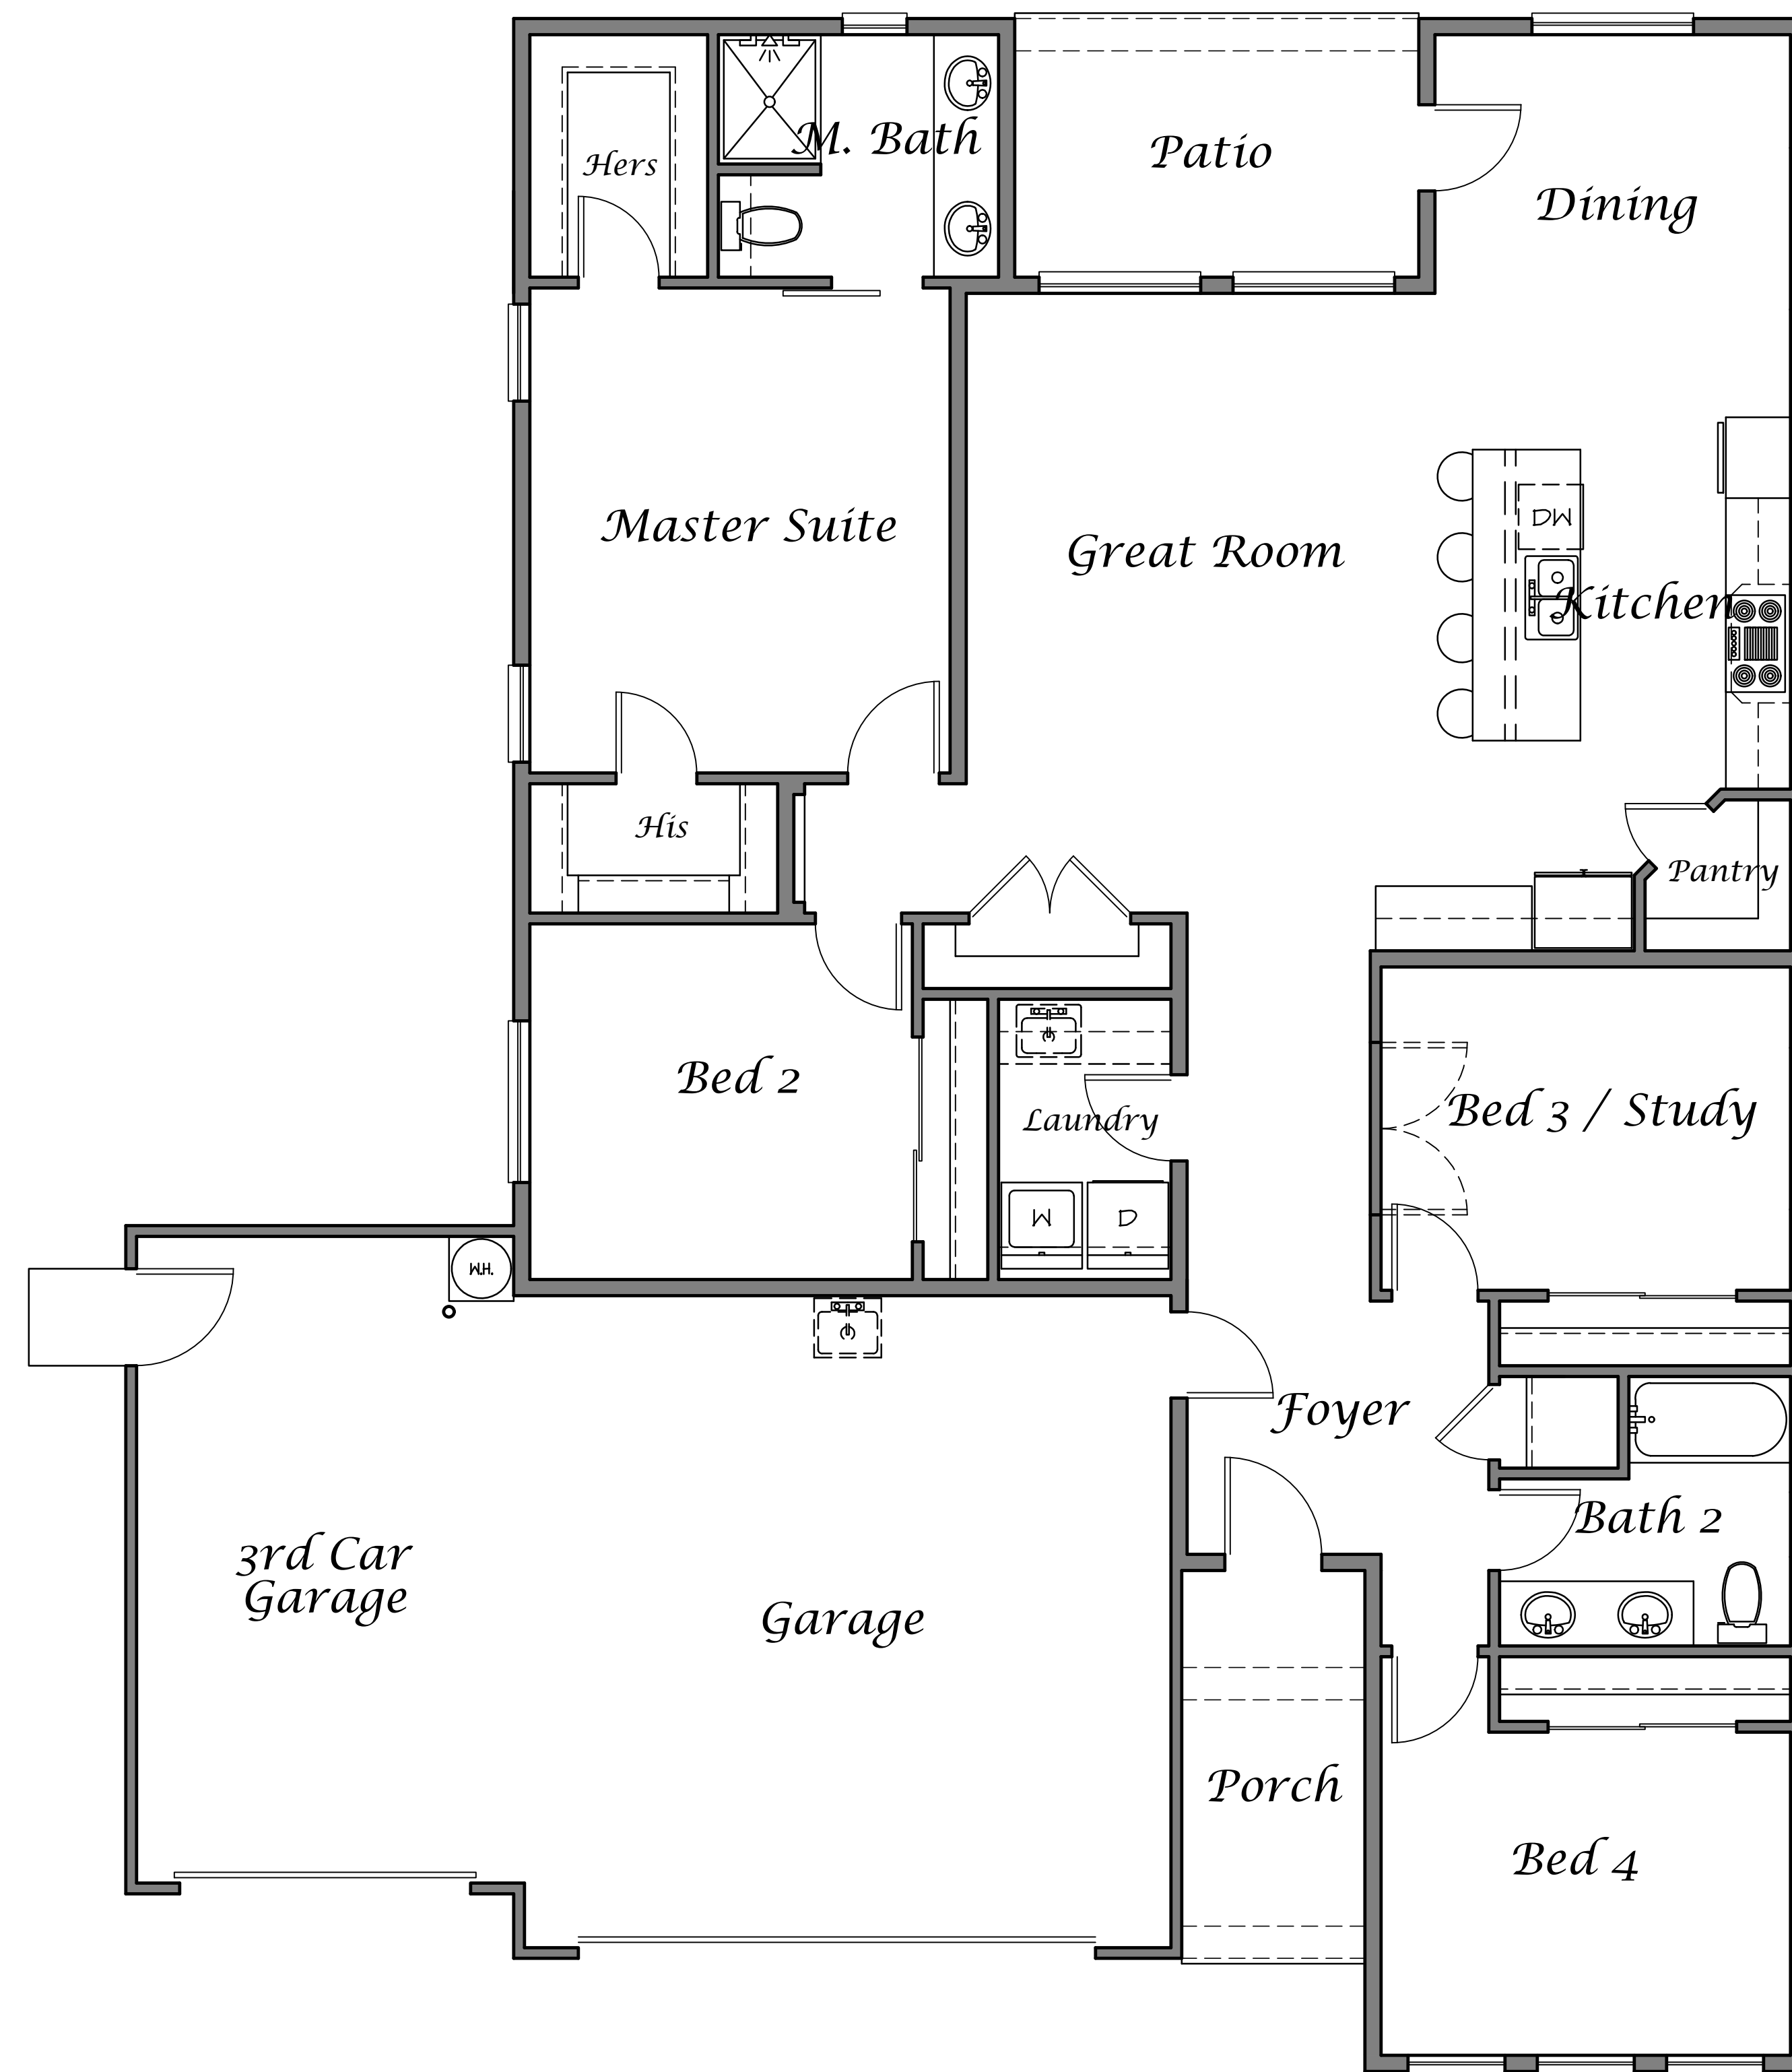 M. Bath
Patio
Hers
Dining
Master Suite
Great Room
DW
Kitchen
His
Pantry
Bed 2
Laundry
Bed 3 / Study
W
D
W.H.
Foyer
Bath 2
3rd Car
Garage
Garage
Porch
Bed 4